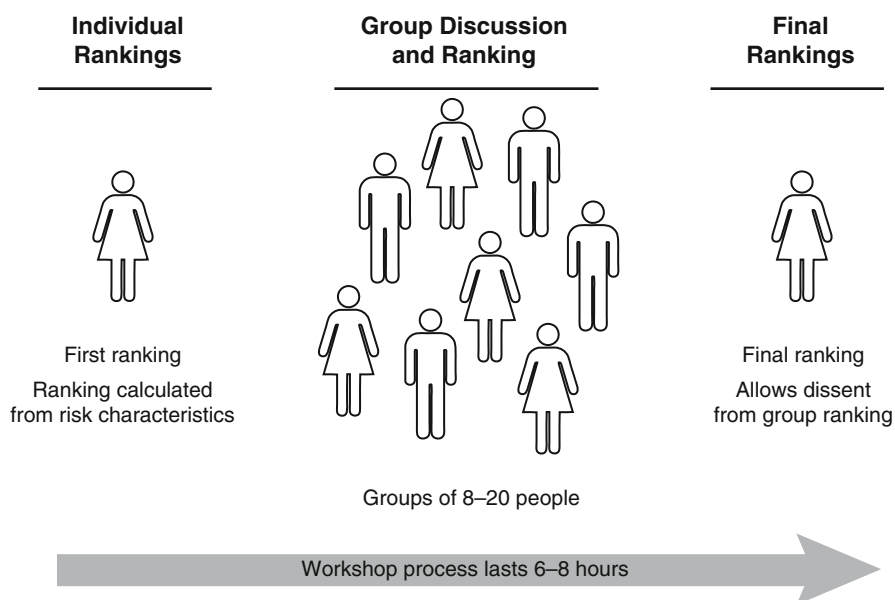 Individual
Rankings
Group Discussion
and Ranking
Final
Rankings
First ranking
Ranking calculated
from risk characteristics
Final ranking
Allows dissent
from group ranking
Groups of 8–20 people
Workshop process lasts 6–8 hours